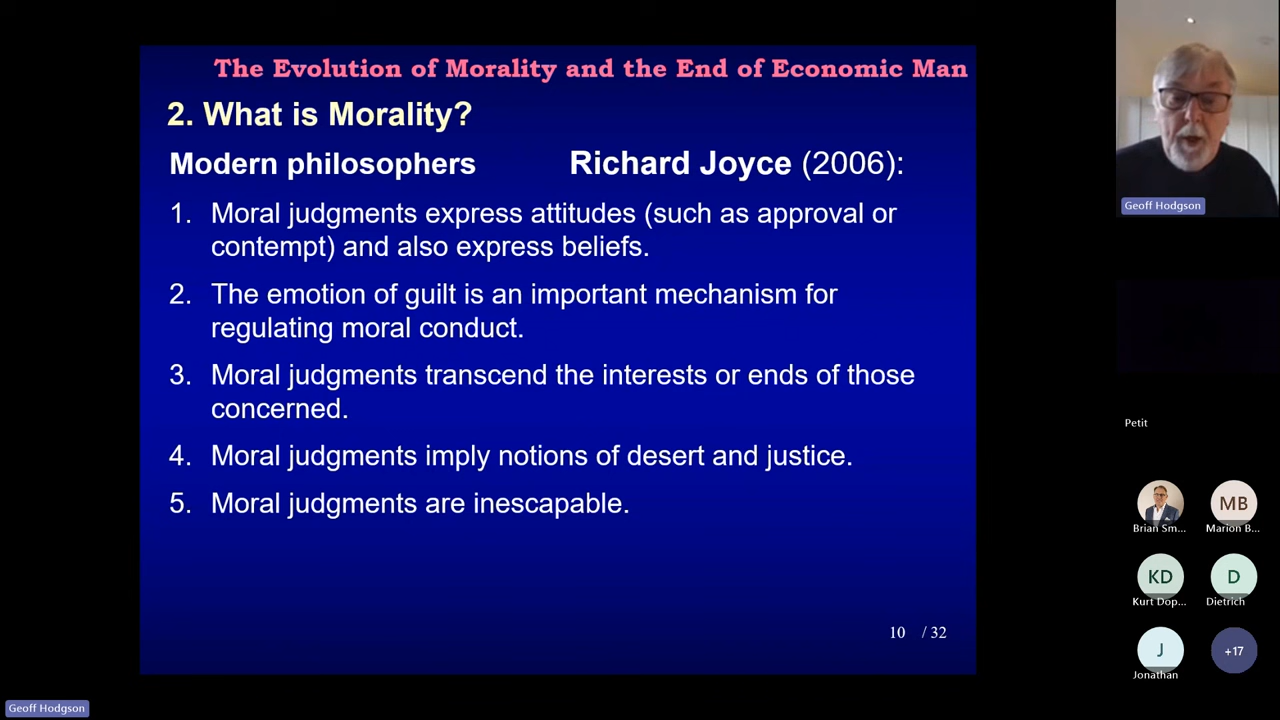 The Evolution of Morality and the End of Economic Man
2. What is Morality?
Modern philosophers Richard Joyce (2006):
1. Moral judgments express attitudes (such as approval or
contempt) and also express beliefs.
2. The emotion of guilt is an important mechanism for
regulating moral conduct.
3. Moral judgments transcend the interests or ends of those
concerned.
4. Moral judgments imply notions of desert and justice.
5. Moral judgments are inescapable.
10 / 32
Geoff Hodgson
Petit
Brian Sm...
MB
Marion B...
KD
Kurt Dop...
D
Dietrich
J
Jonathan
+17
Geoff Hodgson